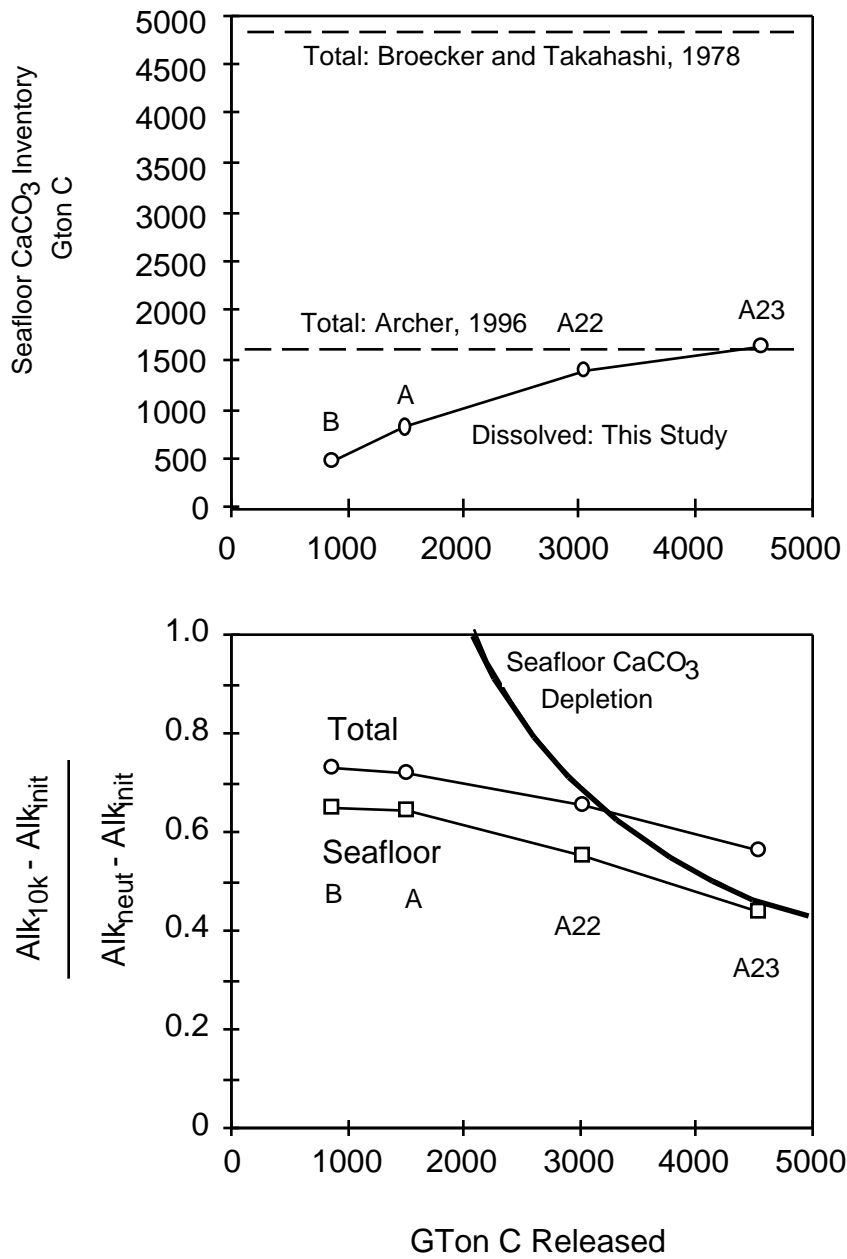 5000
4500
4000
3500
3000
2500
2000
1500
1000
500
0
Seafloor CaCO3 Inventory
Gton C
Total: Broecker and Takahashi, 1978
Total: Archer, 1996
A22
A23
B
A
Dissolved: This Study
0 1000 2000 3000 4000 5000
1.0
0.8
0.6
0.4
0.2
0
Alk10k - Alkinit
Alkneut - Alkinit
Seafloor CaCO3
Depletion
Total
Seafloor
B
A
A22
A23
0 1000 2000 3000 4000 5000
GTon C Released